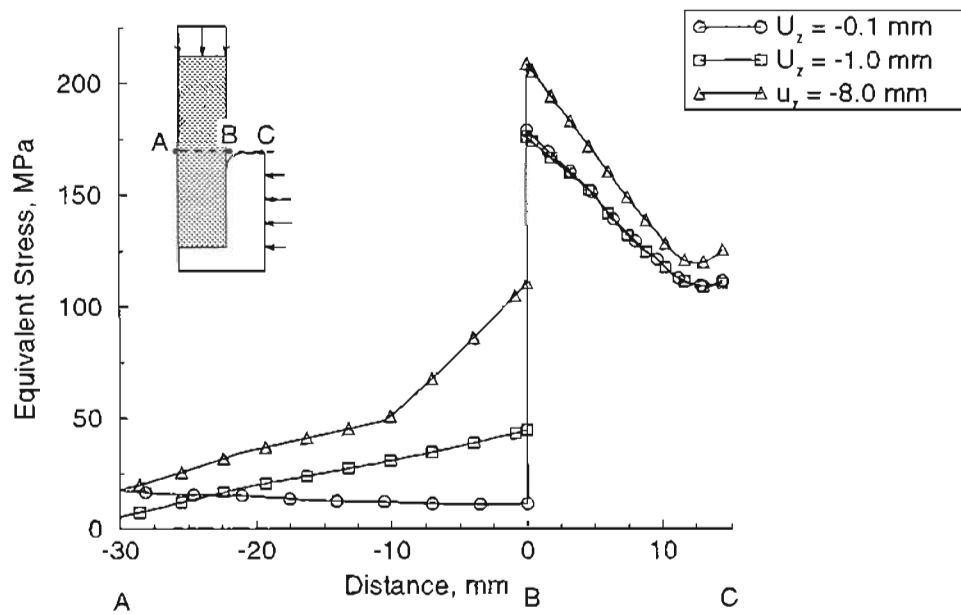 U_z = -0.1 mm
U_z = -1.0 mm
u_z = -8.0 mm
A
B
C
Equivalent Stress, MPa
200
150
100
50
0
-30
-20
-10
0
10
Distance, mm
A
B
C